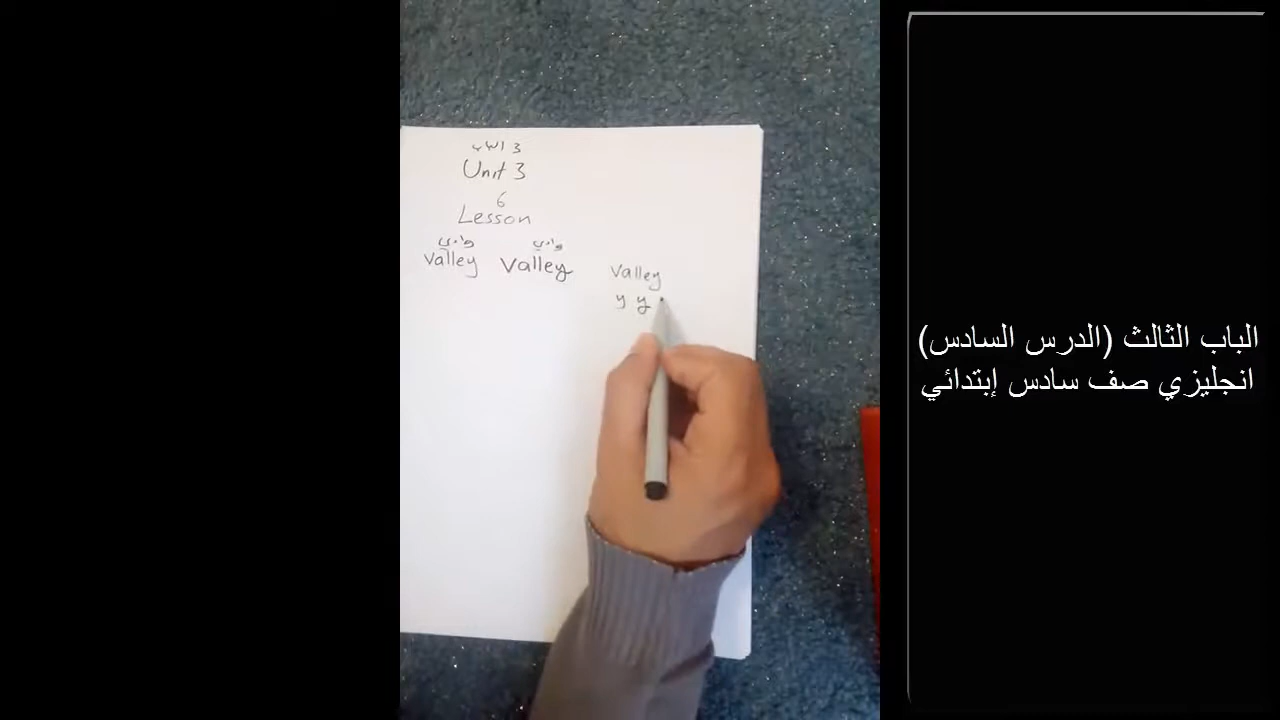 الباب 3
Unit 3
6
Lesson
وادي وادي
valley valley valley
y y
الباب الثالث (الدرس السادس)
انجليزي صف سادس إبتدائي